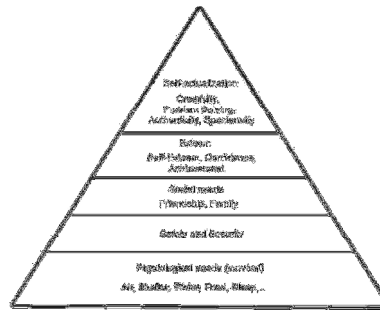 Self-actualization
Creativity,
Problem Solving,
Authenticity, Spontaneity
Esteem
Self-Esteem, Confidence,
Achievement
Social needs
Friendship, Family
Safety and Security
Physiological needs (survival)
Air, Shelter, Water, Food, Sleep, ..